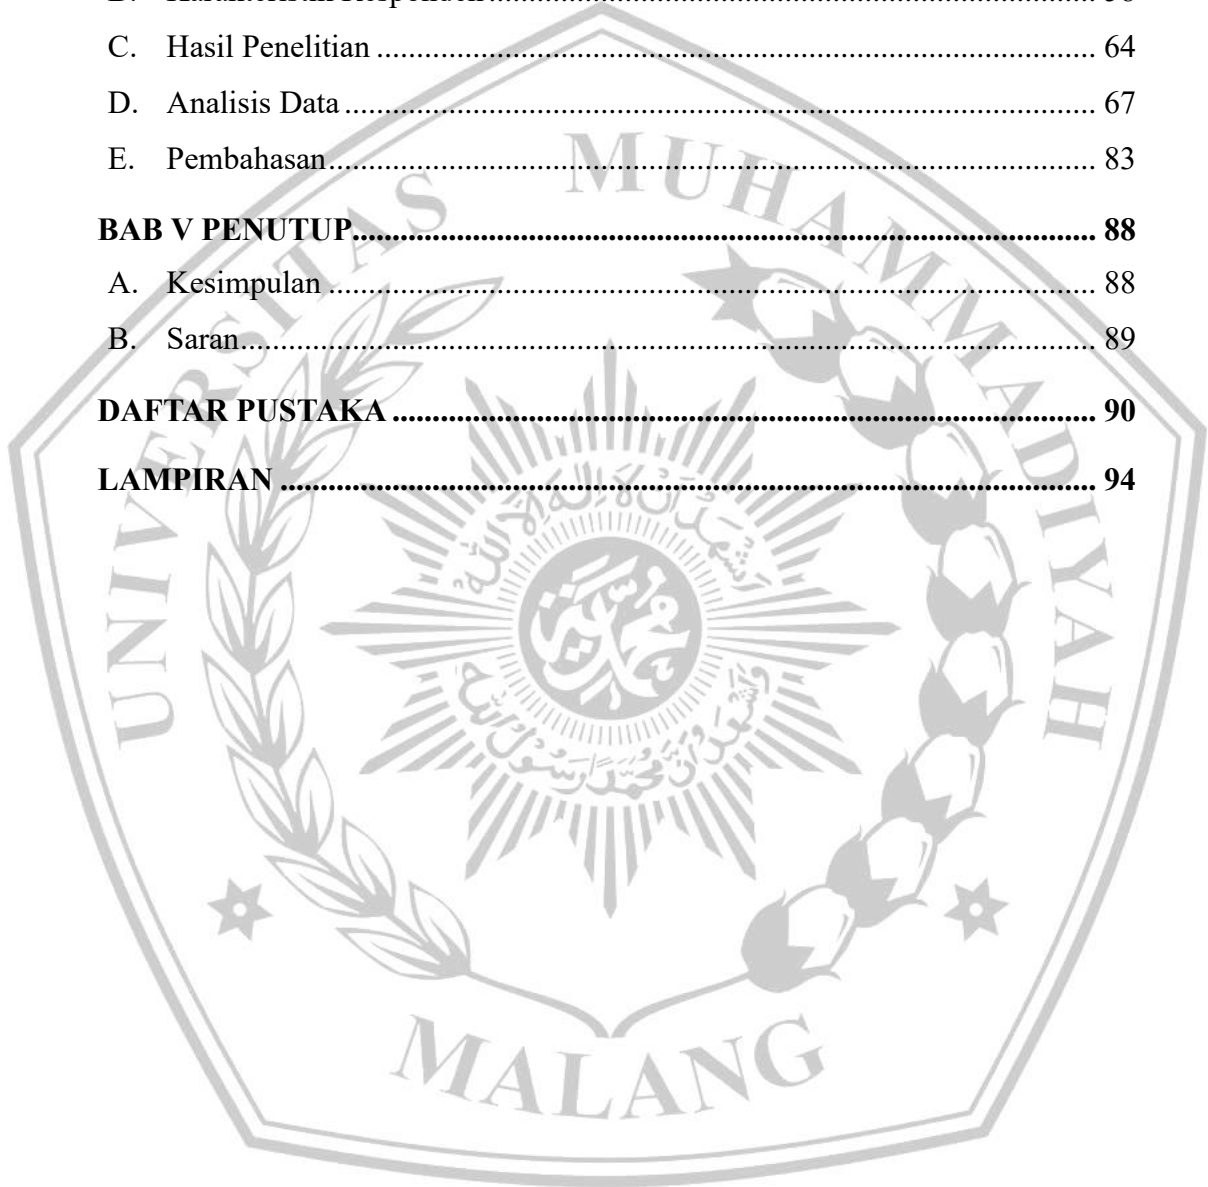 C. Hasil Penelitian ........................................................................................... 64
D. Analisis Data ............................................................................................... 67
E. Pembahasan ................................................................................................. 83
BAB V PENUTUP ............................................................................................. 88
A. Kesimpulan ................................................................................................. 88
B. Saran ............................................................................................................ 89
DAFTAR PUSTAKA ......................................................................................... 90
LAMPIRAN ....................................................................................................... 94
UNIVERSITAS MUHAMMADIYAH
MALANG